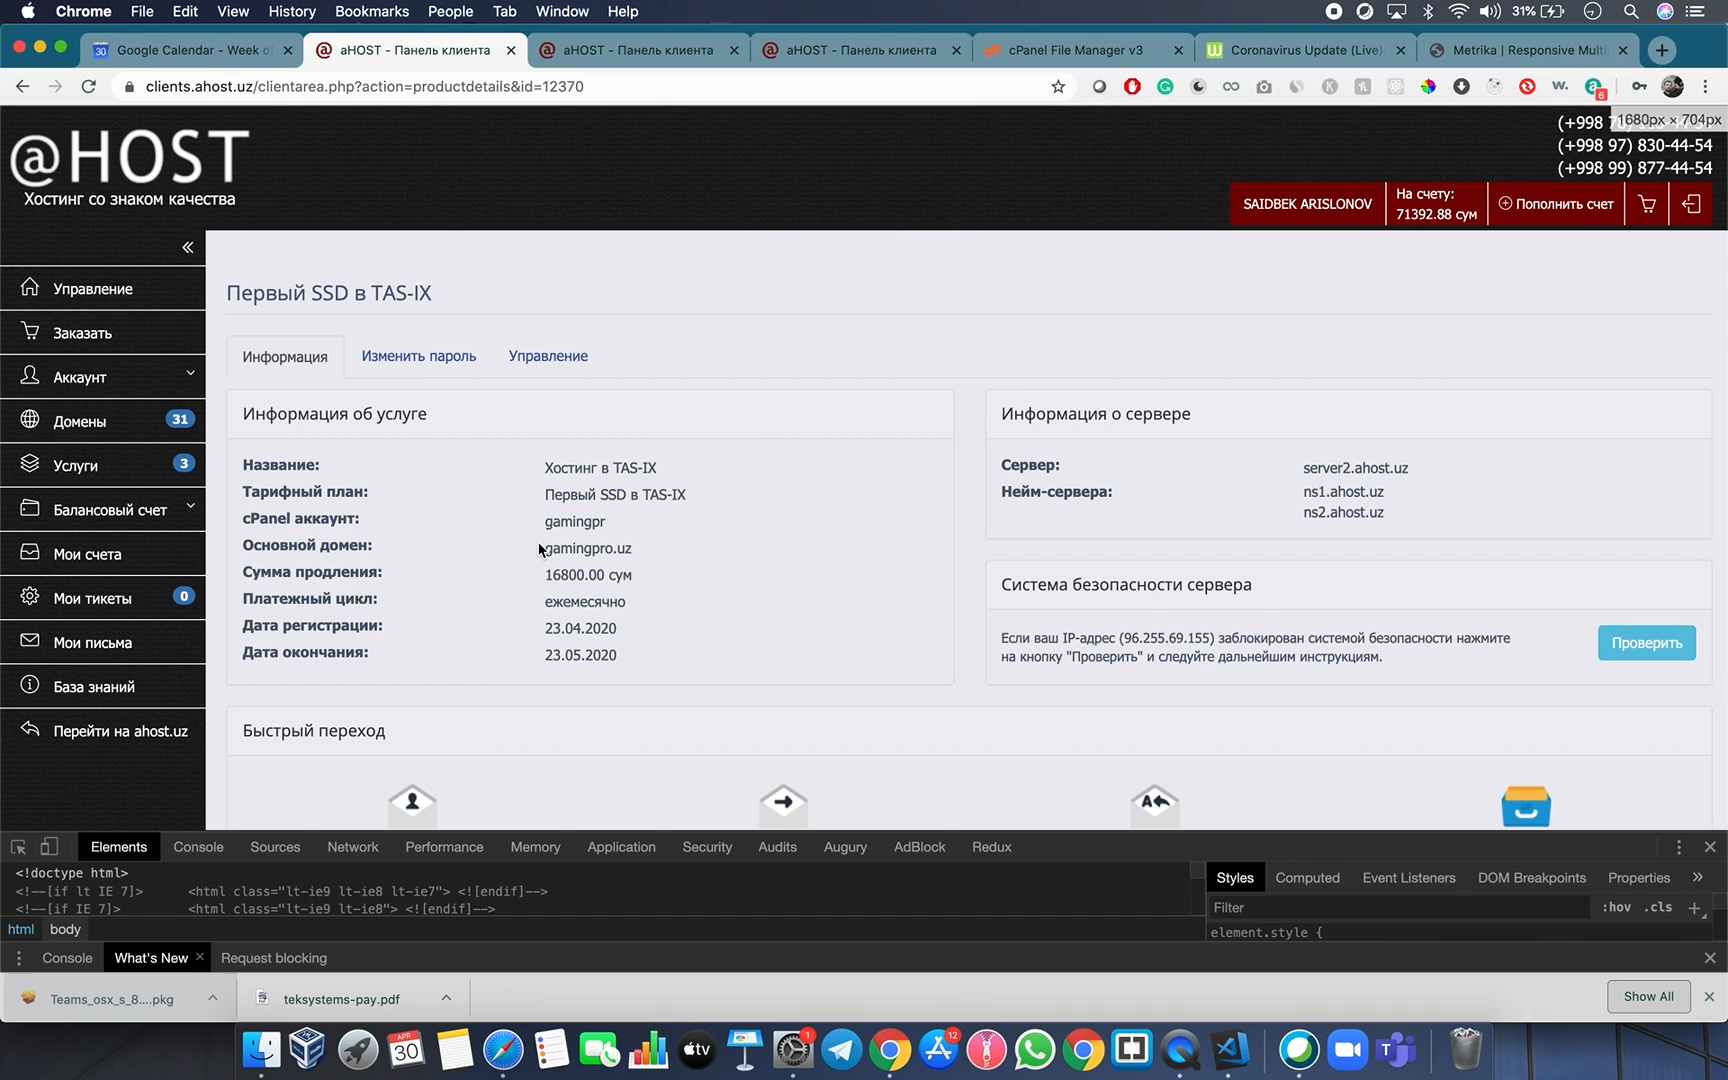 Chrome File Edit View History Bookmarks People Tab Window Help 31%
Google Calendar - Week of
aHOST - Панель клиента
aHOST - Панель клиента
aHOST - Панель клиента
cPanel File Manager v3
Coronavirus Update (Live):
Metrika | Responsive Multi
clients.ahost.uz/clientarea.php?action=productdetails&id=12370
6
@HOST
Хостинг со знаком качества
(+998
1680px × 704px
(+998 97) 830-44-54
(+998 99) 877-44-54
SAIDBEK ARISLONOV
На счету:
71392.88 сум
Пополнить счет
Управление
Заказать
Аккаунт
Домены 31
Услуги 3
Балансовый счет
Мои счета
Мои тикеты 0
Мои письма
База знаний
Перейти на ahost.uz
Первый SSD в TAS-IX
Информация Изменить пароль Управление
Информация об услуге
Название: Хостинг в TAS-IX
Тарифный план: Первый SSD в TAS-IX
cPanel аккаунт: gamingpr
Основной домен: gamingpro.uz
Сумма продления: 16800.00 сум
Платежный цикл: ежемесячно
Дата регистрации: 23.04.2020
Дата окончания: 23.05.2020
Информация о сервере
Сервер: server2.ahost.uz
Нейм-сервера: ns1.ahost.uz
ns2.ahost.uz
Система безопасности сервера
Если ваш IP-адрес (96.255.69.155) заблокирован системой безопасности нажмите
на кнопку "Проверить" и следуйте дальнейшим инструкциям.
Проверить
Быстрый переход
Elements Console Sources Network Performance Memory Application Security Audits Augury AdBlock Redux
<!doctype html>
<!--[if lt IE 7]> <html class="lt-ie9 lt-ie8 lt-ie7"> <![endif]-->
<!--[if IE 7]> <html class="lt-ie9 lt-ie8"> <![endif]-->
html body
Styles Computed Event Listeners DOM Breakpoints Properties »
Filter :hov .cls +
element.style {
Console What's New Request blocking
Teams_osx_s_8....pkg
teksystems-pay.pdf
Show All
APR
30
tv
1
12